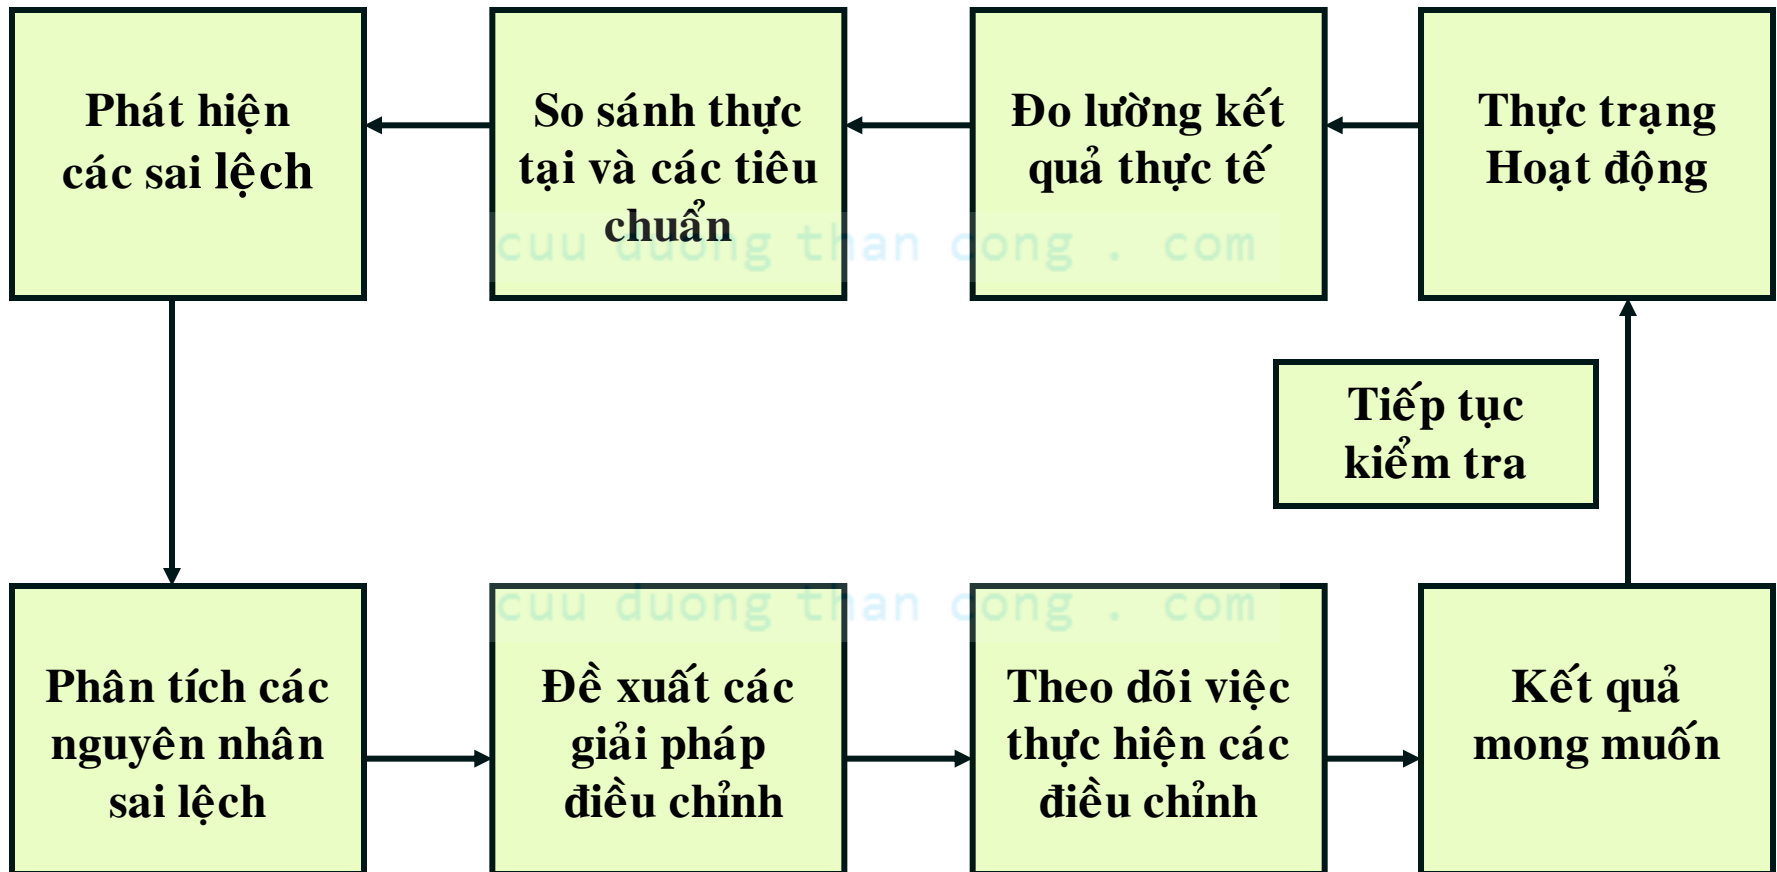 Phát hiện
các sai lệch
So sánh thực
tại và các tiêu
chuẩn
Đo lường kết
quả thực tế
Thực trạng
Hoạt động
cuu duong than cong . com
Tiếp tục
kiểm tra
cuu duong than cong . com
Phân tích các
nguyên nhân
sai lệch
Đề xuất các
giải pháp
điều chỉnh
Theo dõi việc
thực hiện các
điều chỉnh
Kết quả
mong muốn